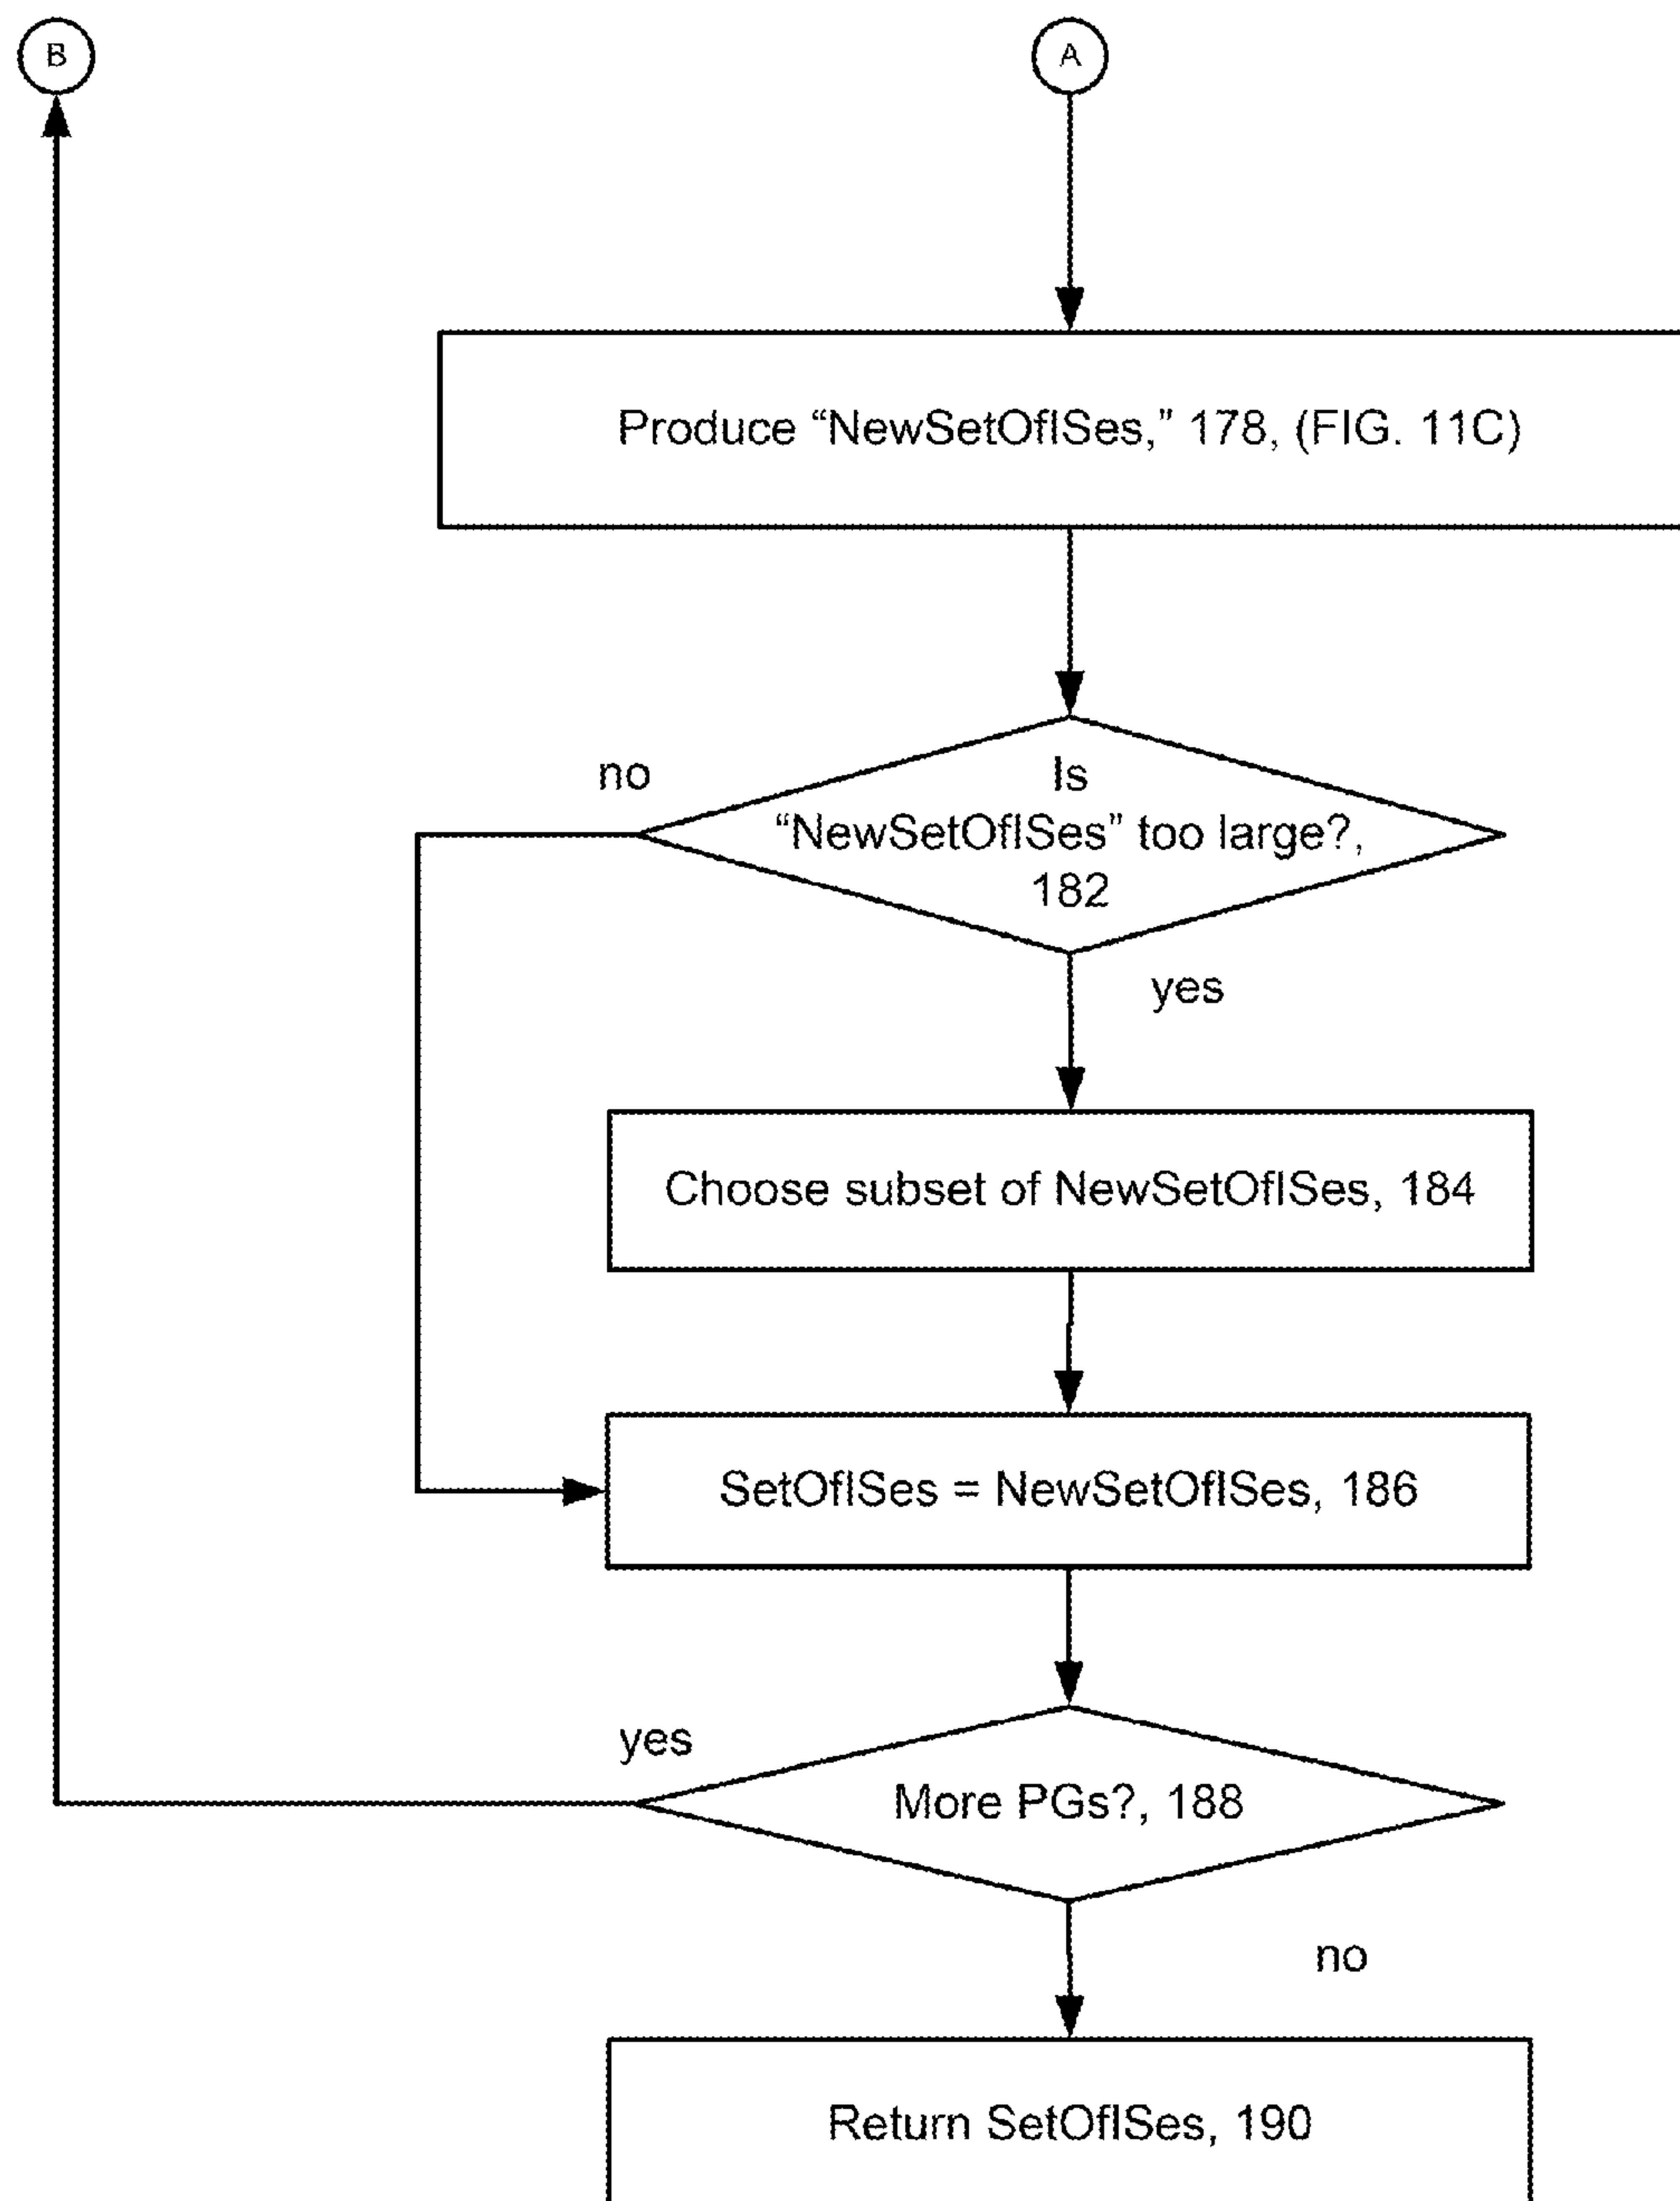 B
A
Produce “NewSetOfISes,” 178, (FIG. 11C)
no
Is
“NewSetOfISes” too large?,
182
yes
Choose subset of NewSetOfISes, 184
SetOfISes = NewSetOfISes, 186
yes
More PGs?, 188
no
Return SetOfISes, 190